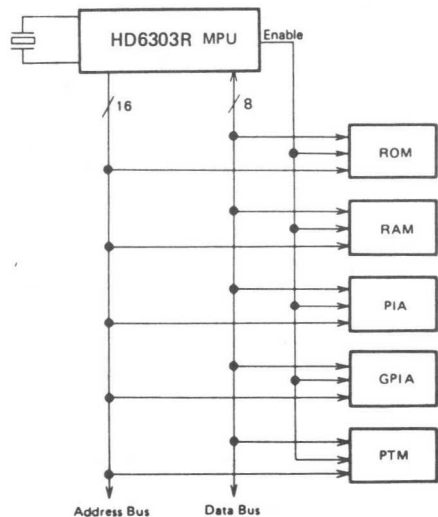 HD6303R MPU
Enable
16
8
ROM
RAM
PIA
GPIA
PTM
Address Bus
Data Bus